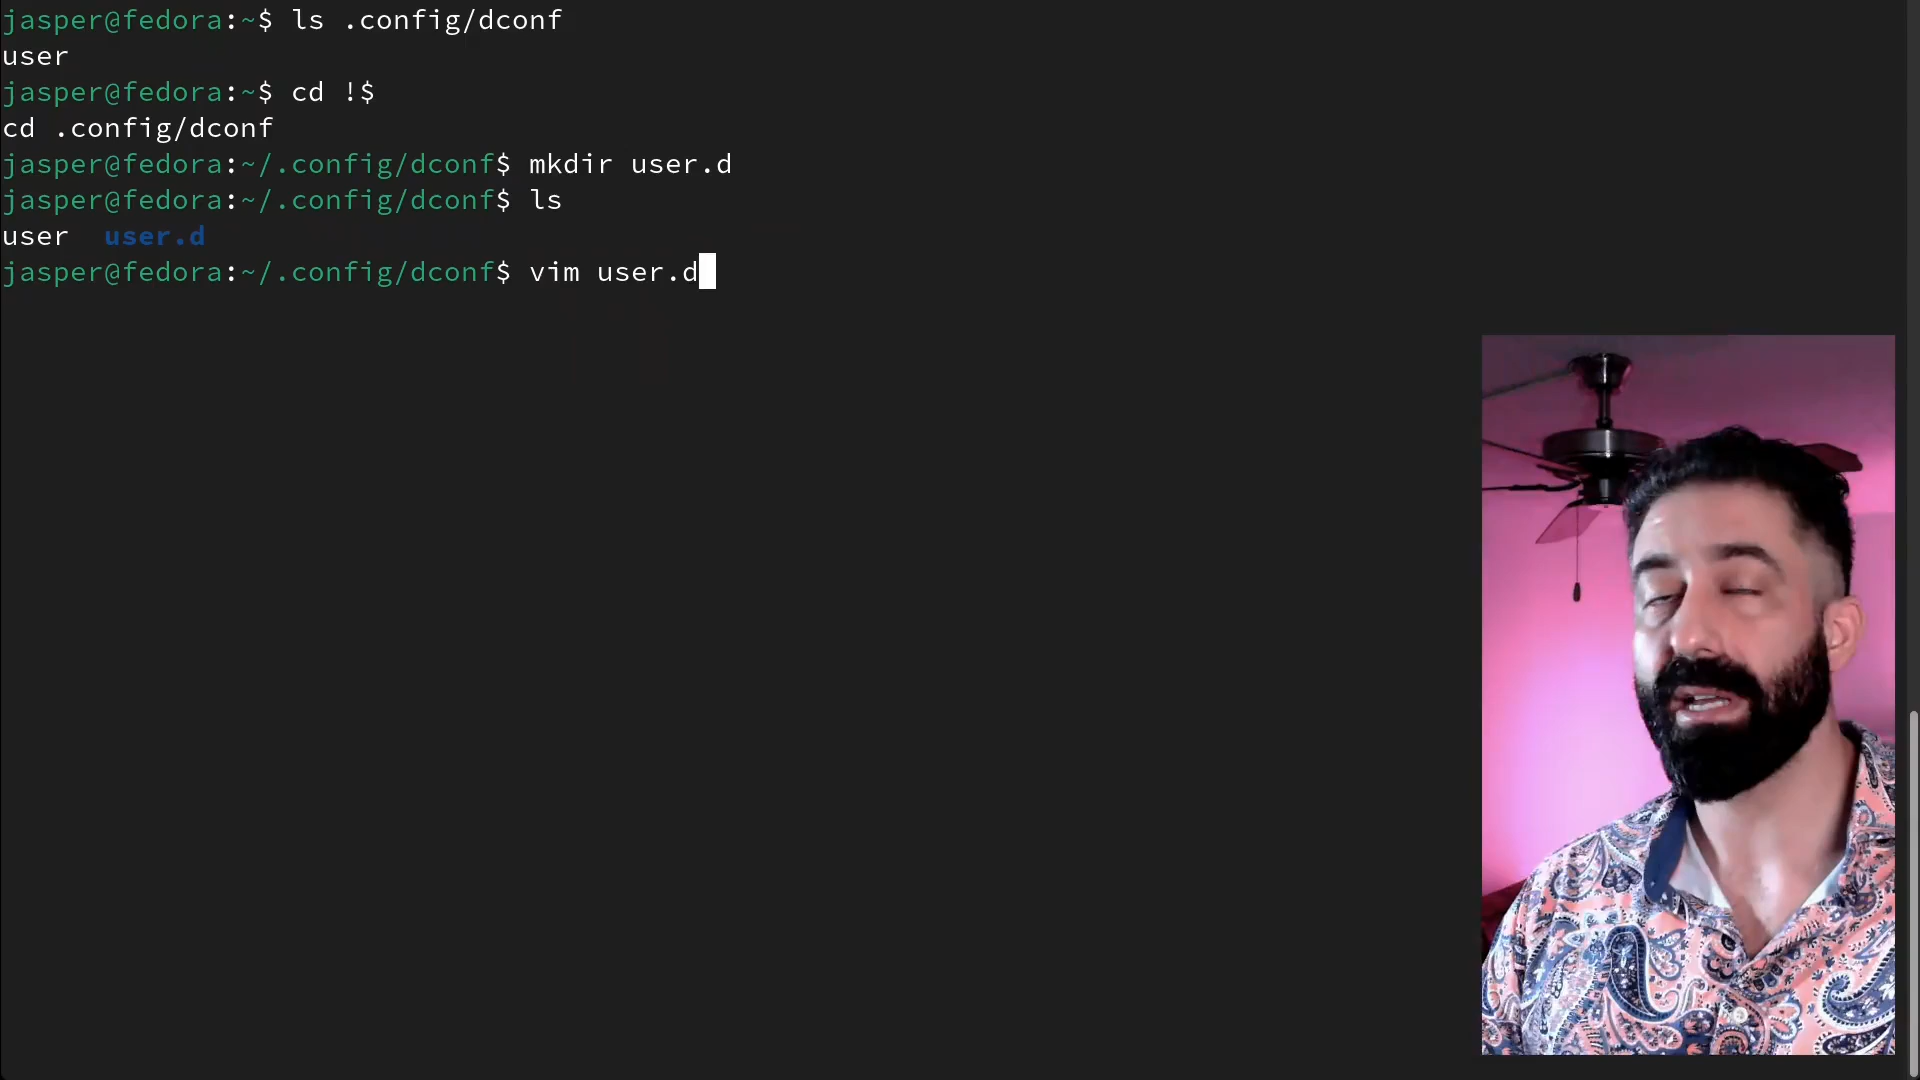 jasper@fedora:~$ ls .config/dconf
user
jasper@fedora:~$ cd !$
cd .config/dconf
jasper@fedora:~/.config/dconf$ mkdir user.d
jasper@fedora:~/.config/dconf$ ls
user  user.d
jasper@fedora:~/.config/dconf$ vim user.d